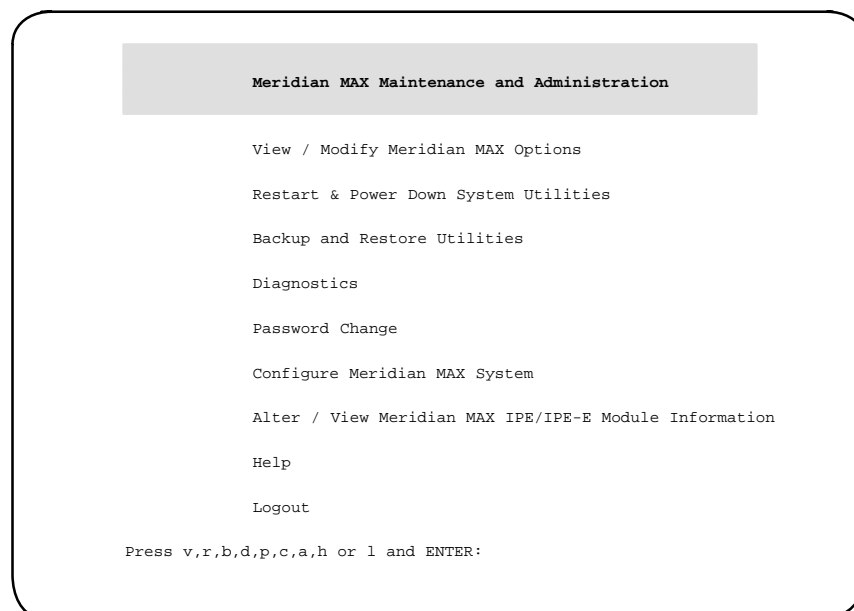 Meridian MAX Maintenance and Administration
View / Modify Meridian MAX Options
Restart & Power Down System Utilities
Backup and Restore Utilities
Diagnostics
Password Change
Configure Meridian MAX System
Alter / View Meridian MAX IPE/IPE-E Module Information
Help
Logout
Press v,r,b,d,p,c,a,h or l and ENTER: